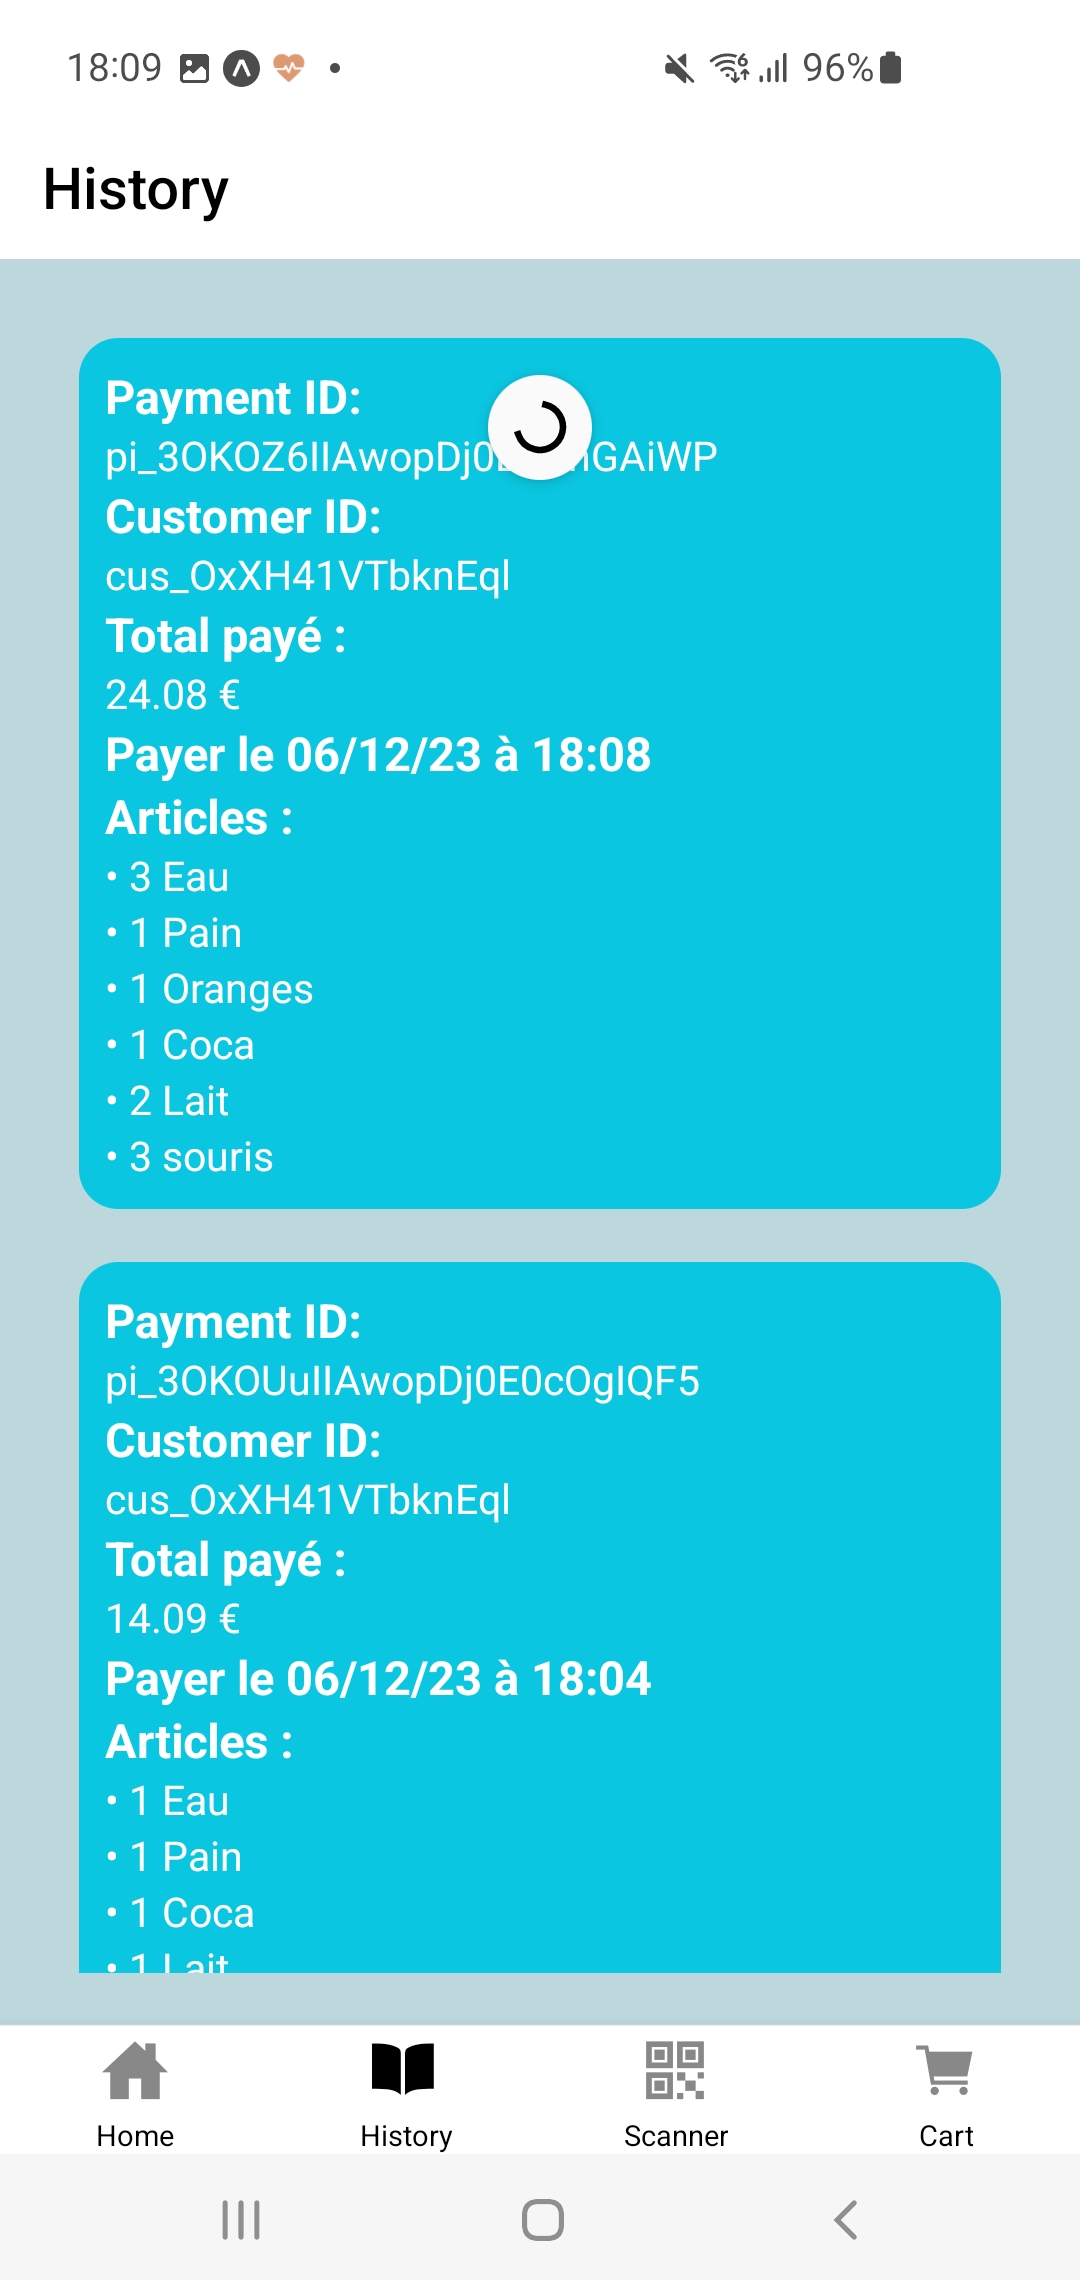 18:09 96%
History
Payment ID:
Customer ID:
cus_OxXH41VTbknEql
Total payé :
24.08 €
Payer le 06/12/23 à 18:08
Articles :
• 3 Eau
• 1 Pain
• 1 Oranges
• 1 Coca
• 2 Lait
• 3 souris
Payment ID:
pi_3OKOUuIIAwopDj0E0cOgIQF5
Customer ID:
cus_OxXH41VTbknEql
Total payé :
14.09 €
Payer le 06/12/23 à 18:04
Articles :
• 1 Eau
• 1 Pain
• 1 Coca
• 1 Lait
Home History Scanner Cart